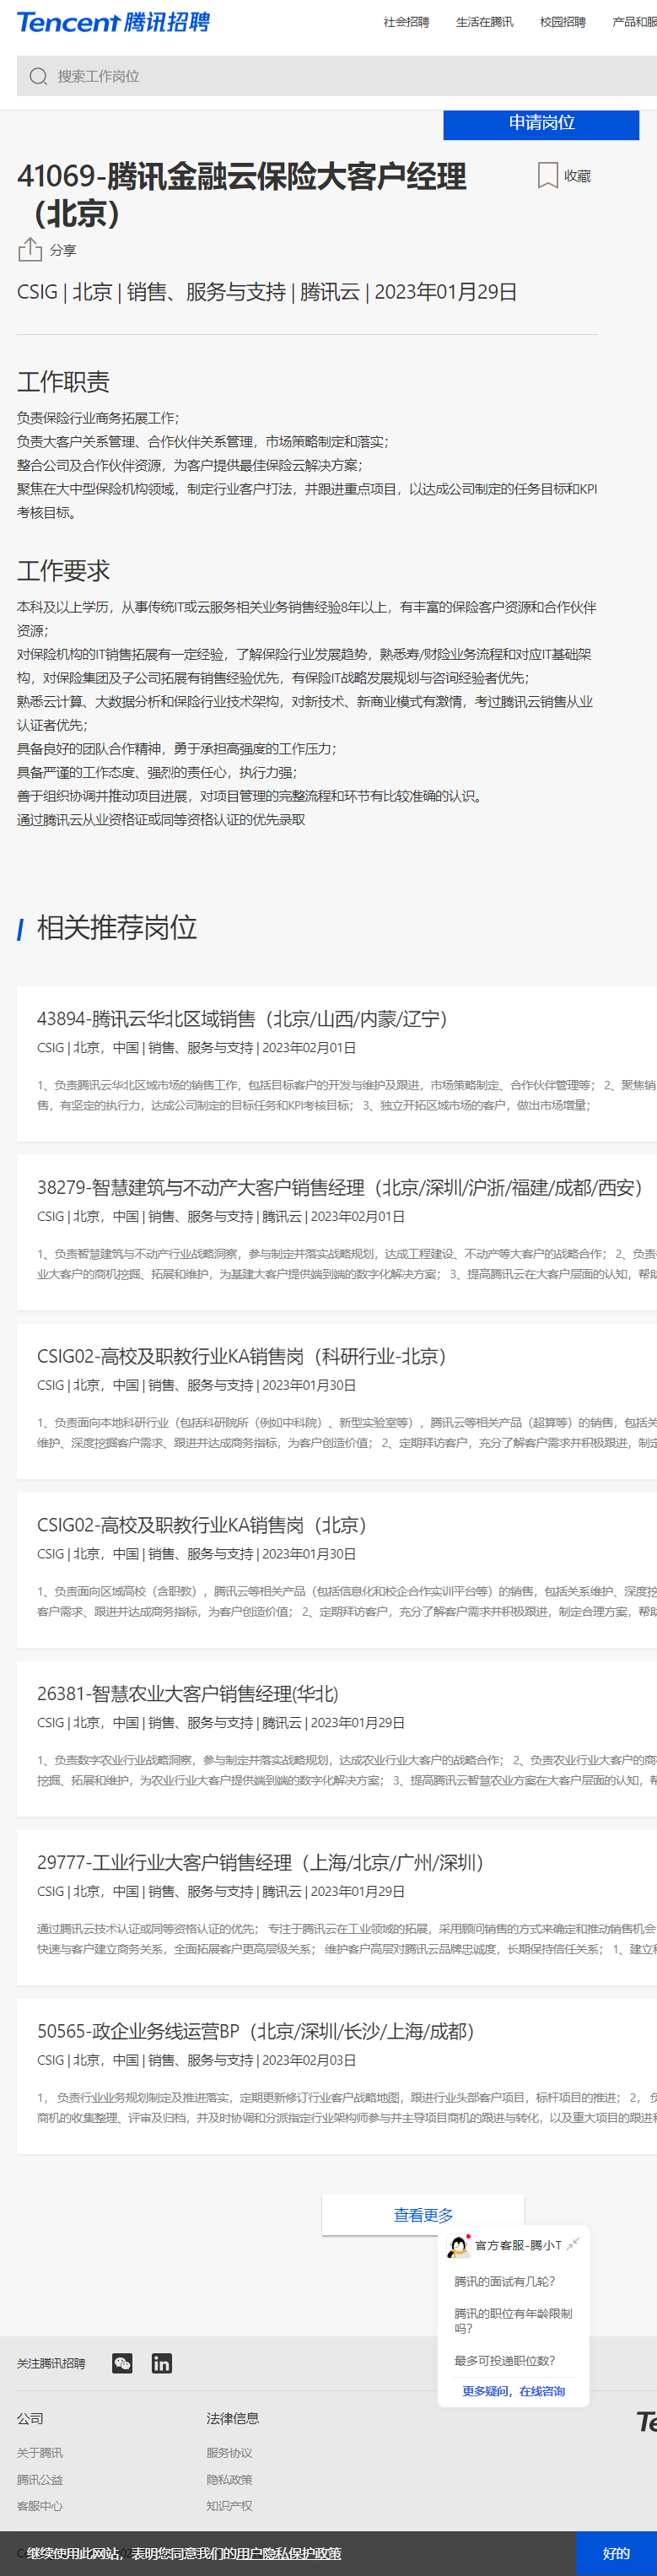 Tencent 腾讯招聘
社会招聘 生活在腾讯 校园招聘 产品和服
搜索工作岗位
申请岗位
41069-腾讯金融云保险大客户经理
（北京）
收藏
分享
CSIG | 北京 | 销售、服务与支持 | 腾讯云 | 2023年01月29日
工作职责
负责保险行业商务拓展工作；
负责大客户关系管理、合作伙伴关系管理，市场策略制定和落实；
整合公司及合作伙伴资源，为客户提供最佳保险云解决方案；
聚焦在大中型保险机构领域，制定行业客户打法，并跟进重点项目，以达成公司制定的任务目标和KPI
考核目标。
工作要求
本科及以上学历，从事传统IT或云服务相关业务销售经验8年以上，有丰富的保险客户资源和合作伙伴
资源；
对保险机构的IT销售拓展有一定经验，了解保险行业发展趋势，熟悉寿/财险业务流程和对应IT基础架
构，对保险集团及子公司拓展有销售经验优先，有保险IT战略发展规划与咨询经验者优先；
熟悉云计算、大数据分析和保险行业技术架构，对新技术、新商业模式有激情，考过腾讯云销售从业
认证者优先；
具备良好的团队合作精神，勇于承担高强度的工作压力；
具备严谨的工作态度、强烈的责任心，执行力强；
善于组织协调并推动项目进展，对项目管理的完整流程和环节有比较准确的认识。
通过腾讯云从业资格证或同等资格认证的优先录取
相关推荐岗位
43894-腾讯云华北区域销售（北京/山西/内蒙/辽宁）
CSIG | 北京，中国 | 销售、服务与支持 | 2023年02月01日
1、负责腾讯云华北区域市场的销售工作，包括目标客户的开发与维护及跟进，市场策略制定、合作伙伴管理等； 2、聚焦销
售，有坚定的执行力，达成公司制定的目标任务和KPI考核目标； 3、独立开拓区域市场的客户，做出市场增量；
38279-智慧建筑与不动产大客户销售经理（北京/深圳/沪浙/福建/成都/西安）
CSIG | 北京，中国 | 销售、服务与支持 | 腾讯云 | 2023年02月01日
1、负责智慧建筑与不动产行业战略洞察，参与制定并落实战略规划，达成工程建设、不动产等大客户的战略合作； 2、负责
业大客户的商机挖掘、拓展和维护，为基建大客户提供端到端的数字化解决方案； 3、提高腾讯云在大客户层面的认知，帮助
CSIG02-高校及职教行业KA销售岗（科研行业-北京）
CSIG | 北京，中国 | 销售、服务与支持 | 2023年01月30日
1、负责面向本地科研行业（包括科研院所（例如中科院）、新型实验室等），腾讯云等相关产品（超算等）的销售，包括关
维护、深度挖掘客户需求、跟进并达成商务指标，为客户创造价值； 2、定期拜访客户，充分了解客户需求并积极跟进，制定
CSIG02-高校及职教行业KA销售岗（北京）
CSIG | 北京，中国 | 销售、服务与支持 | 2023年01月30日
1、负责面向区域高校（含职教），腾讯云等相关产品（包括信息化和校企合作实训平台等）的销售，包括关系维护、深度挖
客户需求、跟进并达成商务指标，为客户创造价值； 2、定期拜访客户，充分了解客户需求并积极跟进，制定合理方案，帮助
26381-智慧农业大客户销售经理(华北)
CSIG | 北京，中国 | 销售、服务与支持 | 腾讯云 | 2023年01月29日
1、负责数字农业行业战略洞察，参与制定并落实战略规划，达成农业行业大客户的战略合作； 2、负责农业行业大客户的商
挖掘、拓展和维护，为农业行业大客户提供端到端的数字化解决方案； 3、提高腾讯云智慧农业方案在大客户层面的认知，帮
29777-工业行业大客户销售经理（上海/北京/广州/深圳）
CSIG | 北京，中国 | 销售、服务与支持 | 腾讯云 | 2023年01月29日
通过腾讯云技术认证或同等资格认证的优先； 专注于腾讯云在工业领域的拓展，采用顾问销售的方式来确定和推动销售机会
快速与客户建立商务关系，全面拓展客户更高层级关系； 维护客户高层对腾讯云品牌忠诚度，长期保持信任关系； 1、建立
50565-政企业务线运营BP（北京/深圳/长沙/上海/成都）
CSIG | 北京，中国 | 销售、服务与支持 | 2023年02月03日
1， 负责行业业务规划制定及推进落实，定期更新修订行业客户战略地图，跟进行业头部客户项目，标杆项目的推进； 2，
商机的收集整理、评审及归档，并及时协调和分派指定行业架构师参与并主导项目商机的跟进与转化，以及重大项目的跟进
查看更多
官方客服-腾小T
腾讯的面试有几轮?
腾讯的职位有年龄限制
吗?
最多可投递职位数?
更多疑问，在线咨询
关注腾讯招聘
公司 法律信息
Te
关于腾讯 服务协议
腾讯公益 隐私政策
客服中心 知识产权
继续使用此网站，表明您同意我们的用户隐私保护政策
好的